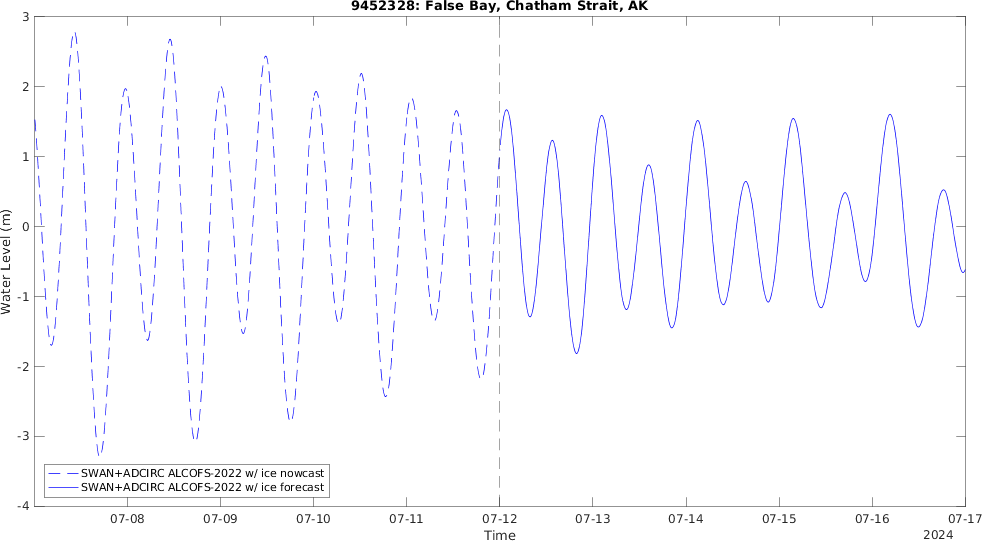 9452328: False Bay, Chatham Strait, AK
3
2
1
0
-1
-2
-3
-4
Water Level (m)
SWAN+ADCIRC ALCOFS-2022 w/ ice nowcast
SWAN+ADCIRC ALCOFS-2022 w/ ice forecast
07-08 07-09 07-10 07-11 07-12 07-13 07-14 07-15 07-16 07-17
Time
2024